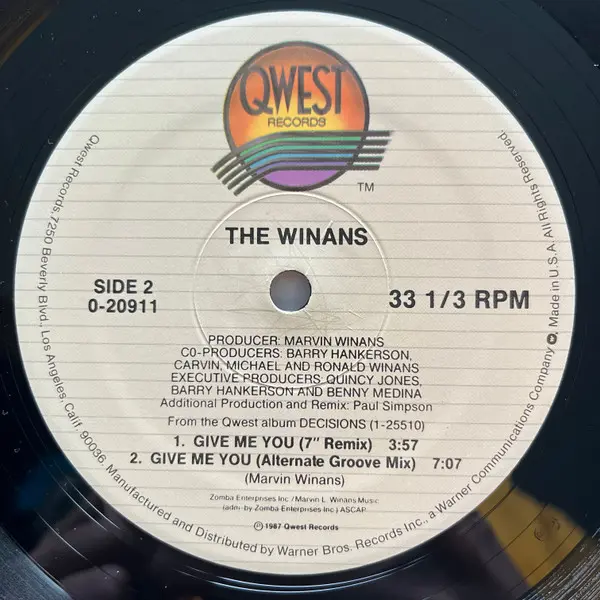 QWEST
RECORDS
TM
THE WINANS
SIDE 2
0-20911
33 1/3 RPM
PRODUCER: MARVIN WINANS
CO-PRODUCERS: BARRY HANKERSON,
CARVIN, MICHAEL AND RONALD WINANS
EXECUTIVE PRODUCERS: QUINCY JONES,
BARRY HANKERSON AND BENNY MEDINA
Additional Production and Remix: Paul Simpson
From the Qwest album DECISIONS (1-25510)
1. GIVE ME YOU (7" Remix) 3:57
2. GIVE ME YOU (Alternate Groove Mix) 7:07
(Marvin Winans)
Zomba Enterprises Inc./Marvin L. Winans Music
(adm. by Zomba Enterprises Inc.) ASCAP
℗ 1987 Qwest Records
Qwest Records, 7250 Beverly Blvd., Los Angeles, Calif. 90036 Manufactured and Distributed by Warner Bros. Records Inc., a Warner Communications Company. Made in U.S.A. All Rights Reserved.